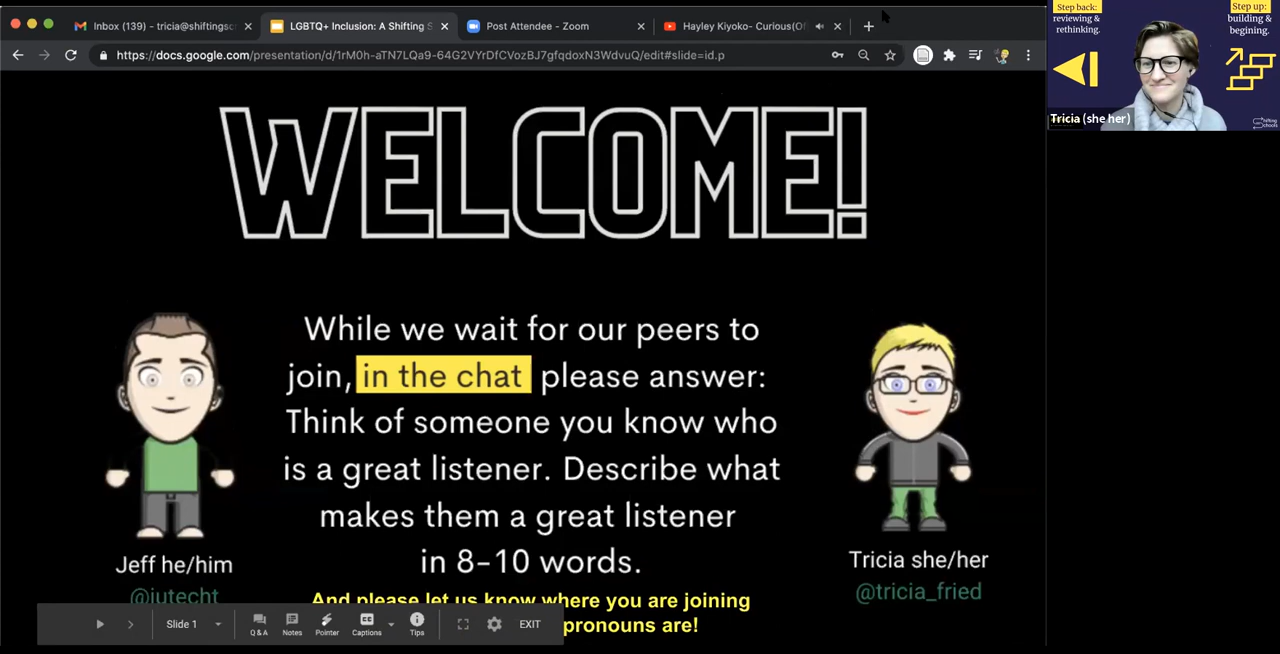 Inbox (139) - tricia@shiftingsc
LGBTQ+ Inclusion: A Shifting S
Post Attendee - Zoom
Hayley Kiyoko- Curious(Of
https://docs.google.com/presentation/d/1rM0h-aTN7LQa9-64G2VYrDfCVozBJ7gfqdoxN3WdvuQ/edit#slide=id.p
Step back:
reviewing &
rethinking.
Step up:
building &
begining.
Tricia (she her)
Shifting
Schools
WELCOME!
While we wait for our peers to
join, in the chat please answer:
Think of someone you know who
is a great listener. Describe what
makes them a great listener
in 8-10 words.
Jeff he/him
@jutecht
Tricia she/her
@tricia_fried
And please let us know where you are joining
pronouns are!
Slide 1
Q & A
Notes
Pointer
Captions
Tips
EXIT